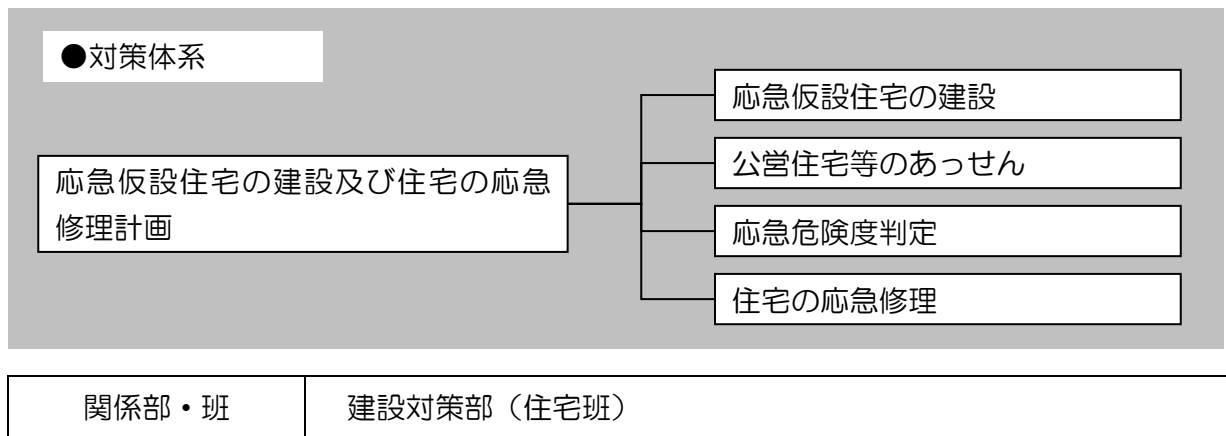 ●対策体系
応急仮設住宅の建設及び住宅の応急
修理計画
応急仮設住宅の建設
公営住宅等のあっせん
応急危険度判定
住宅の応急修理
関係部・班
建設対策部（住宅班）